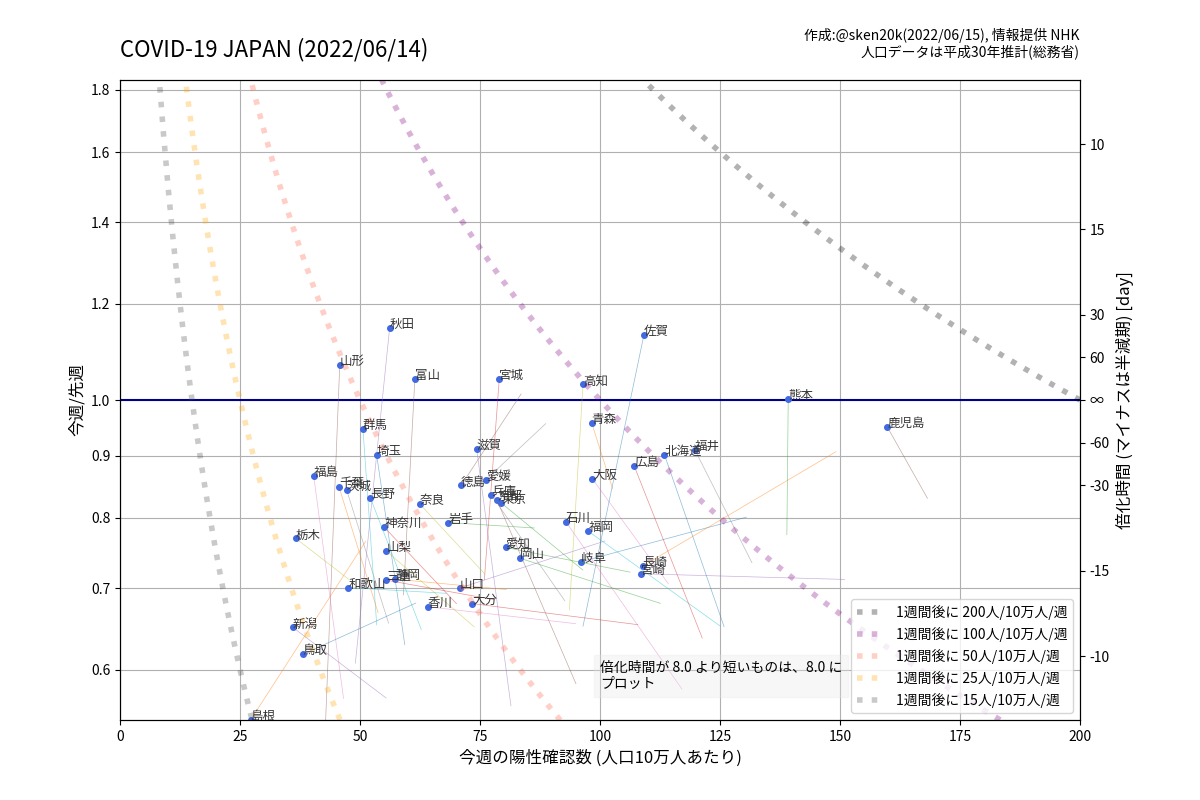 COVID-19 JAPAN (2022/06/14)
作成:@sken20k(2022/06/15), 情報提供 NHK
人口データは平成30年推計(総務省)
1.8
1.6
1.4
1.2
1.0
0.9
0.8
0.7
0.6
今週/先週
10
15
30
60
∞
-60
-30
-15
-10
倍化時間 (マイナスは半減期) [day]
秋田
佐賀
山形
富山
宮城
高知
熊本
青森
鹿児島
群馬
滋賀
埼玉
北海道
福井
広島
福島
徳島
愛媛
大阪
千葉
茨城
長野
兵庫
東京
奈良
岩手
石川
福岡
神奈川
栃木
山梨
愛知
岡山
岐阜
長崎
宮崎
和歌山
山口
香川
大分
新潟
鳥取
島根
倍化時間が 8.0 より短いものは、8.0 に
プロット
1週間後に 200人/10万人/週
1週間後に 100人/10万人/週
1週間後に 50人/10万人/週
1週間後に 25人/10万人/週
1週間後に 15人/10万人/週
0
25
50
75
100
125
150
175
200
今週の陽性確認数 (人口10万人あたり)